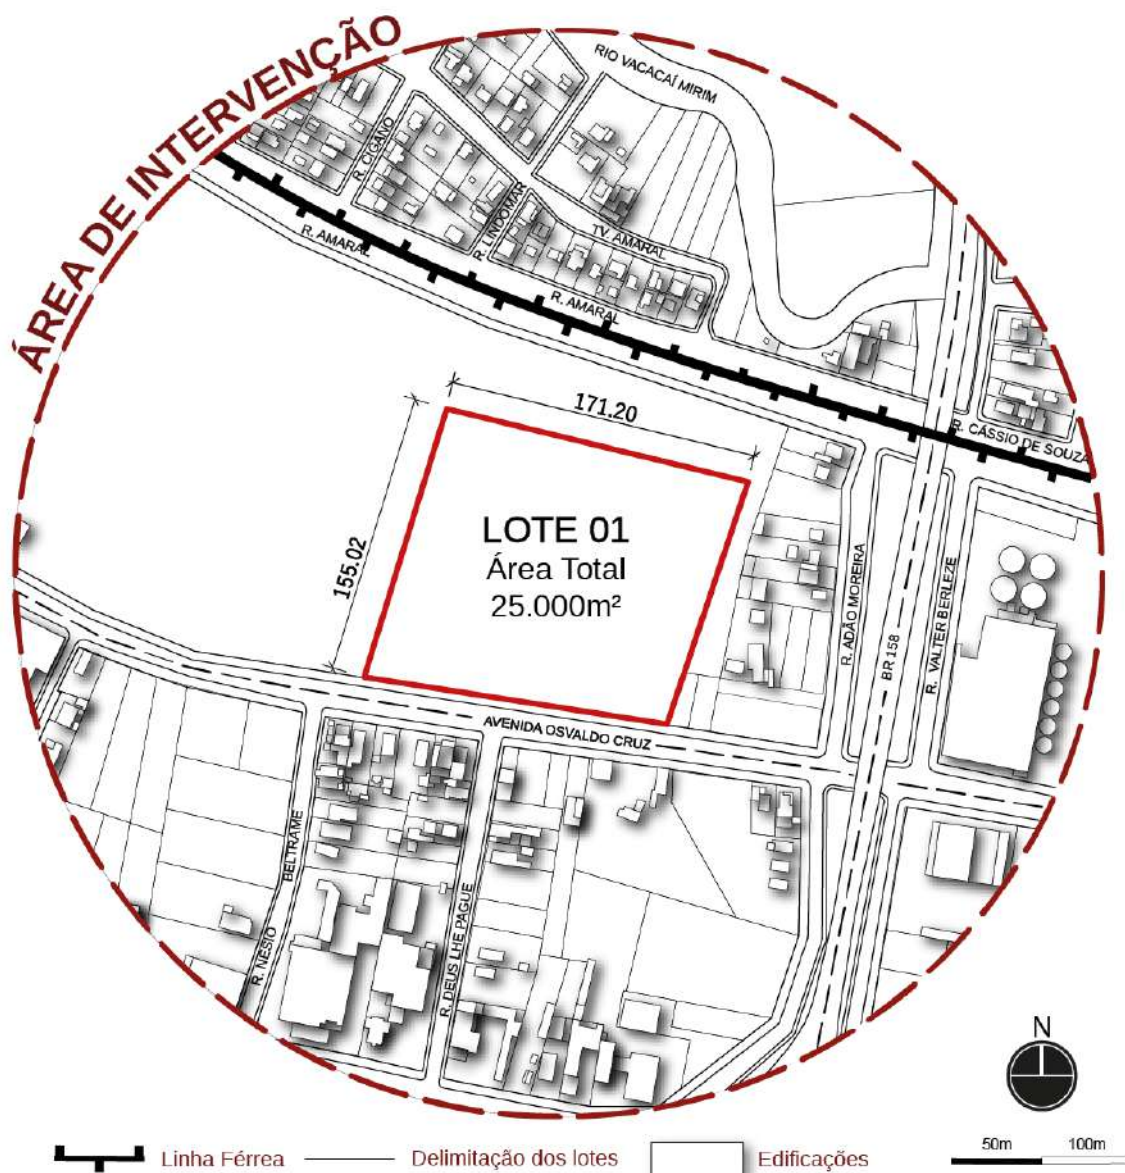 ÁREA DE INTERVENÇÃO
RIO VACACAÍ MIRIM
R. CIGANO
R. LINDOMAR
TV. AMARAL
R. AMARAL
R. AMARAL
R. CÁSSIO DE SOUZA
171.20
155.02
LOTE 01
Área Total
25.000m²
R. ADÃO MOREIRA
BR 158
R. VALTER BERLEZE
AVENIDA OSVALDO CRUZ
R. NESIO BELTRAME
R. DEUS LHE PAGUE
N
Linha Férrea
Delimitação dos lotes
Edificações
50m
100m